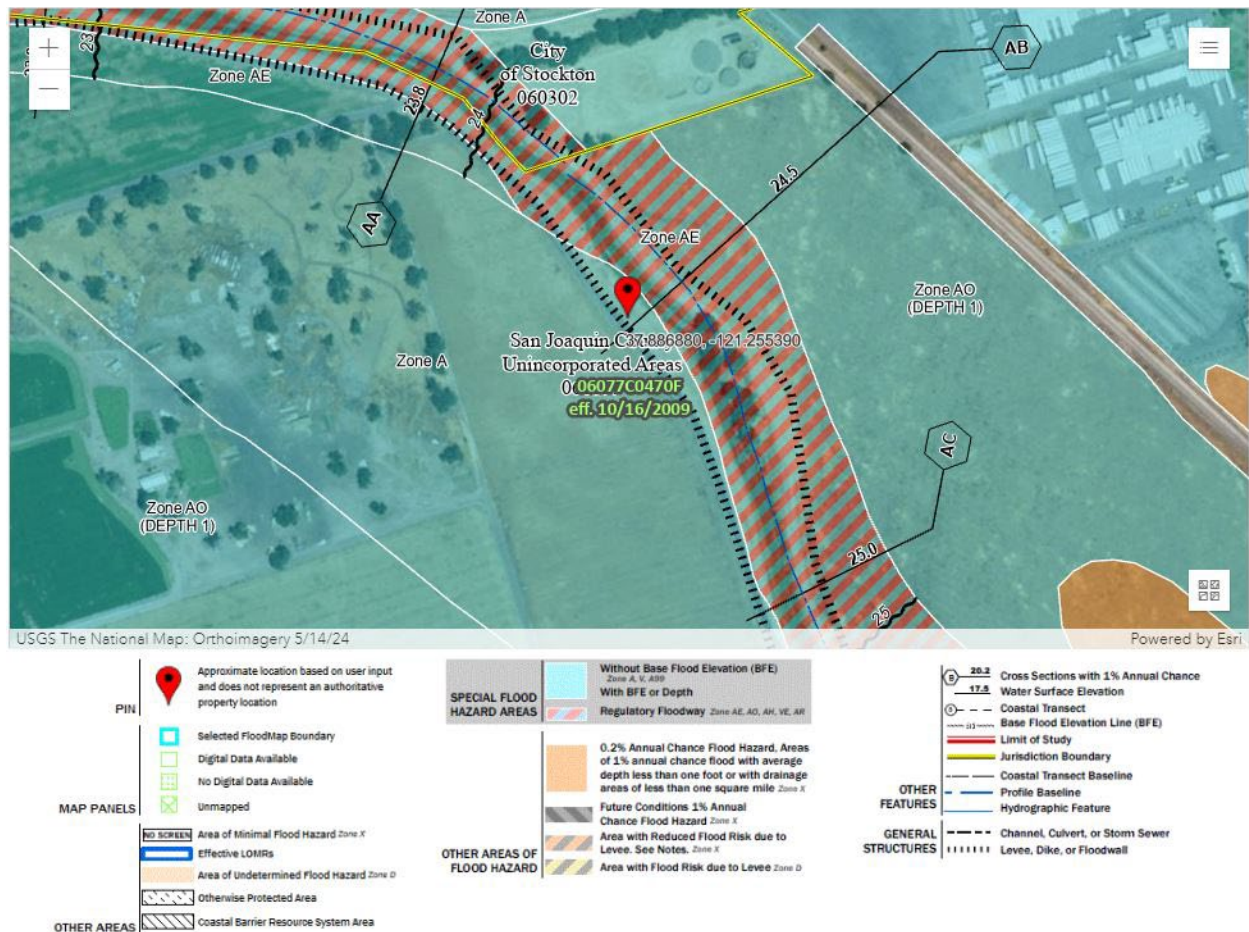 Zone A
+
−
23
Zone AE
City
of Stockton
060302
AB
23.8
24
24.5
AA
Zone AE
Zone AO
(DEPTH 1)
San Joaquin C
37.886880, -121.255390
Zone A
Unincorporated Areas
06077C0470F
eff. 10/16/2009
AC
Zone AO
(DEPTH 1)
25.0
25
USGS The National Map: Orthoimagery 5/14/24
Powered by Esri
PIN
Approximate location based on user input
and does not represent an authoritative
property location
MAP PANELS
Selected FloodMap Boundary
Digital Data Available
No Digital Data Available
Unmapped
OTHER AREAS
NO SCREEN Area of Minimal Flood Hazard Zone X
Effective LOMRs
Area of Undetermined Flood Hazard Zone D
Otherwise Protected Area
Coastal Barrier Resource System Area
SPECIAL FLOOD
HAZARD AREAS
Without Base Flood Elevation (BFE)
Zone A, V, A99
With BFE or Depth
Regulatory Floodway Zone AE, AO, AH, VE, AR
OTHER AREAS OF
FLOOD HAZARD
0.2% Annual Chance Flood Hazard, Areas
of 1% annual chance flood with average
depth less than one foot or with drainage
areas of less than one square mile Zone X
Future Conditions 1% Annual
Chance Flood Hazard Zone X
Area with Reduced Flood Risk due to
Levee. See Notes. Zone X
Area with Flood Risk due to Levee Zone D
OTHER
FEATURES
B 20.2 Cross Sections with 1% Annual Chance
17.5 Water Surface Elevation
Coastal Transect
Base Flood Elevation Line (BFE)
Limit of Study
Jurisdiction Boundary
Coastal Transect Baseline
Profile Baseline
Hydrographic Feature
GENERAL
STRUCTURES
Channel, Culvert, or Storm Sewer
Levee, Dike, or Floodwall